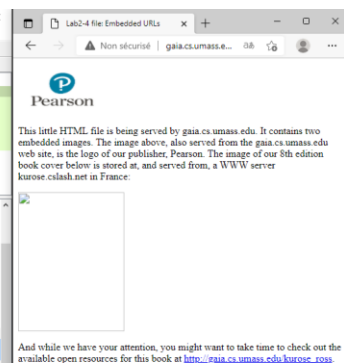 Lab2-4 file: Embedded URLs
Non sécurisé | gaia.cs.umass.e...
Pearson
This little HTML file is being served by gaia.cs.umass.edu. It contains two
embedded images. The image above, also served from the gaia.cs.umass.edu
web site, is the logo of our publisher, Pearson. The image of our 8th edition
book cover below is stored at, and served from, a WWW server
kurose.cslash.net in France:
And while we have your attention, you might want to take time to check out the
available open resources for this book at http://gaia.cs.umass.edu/kurose_ross.